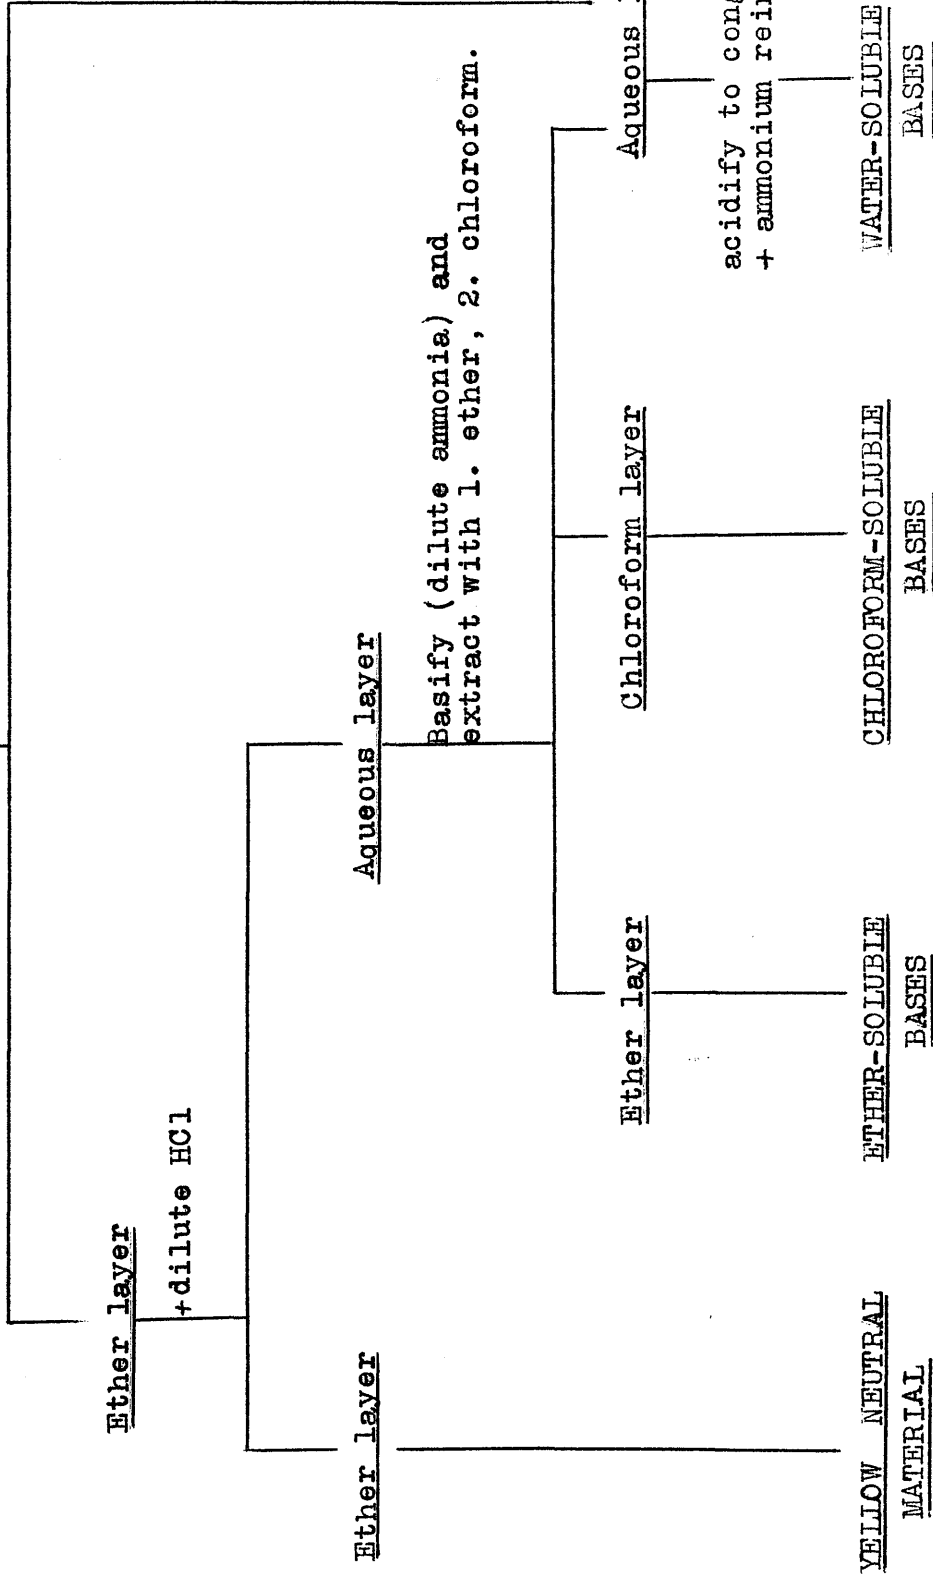 Ether layer
+dilute HCl
Ether layer
Aqueous layer
Basify (dilute ammonia) and
extract with 1. ether, 2. chloroform.
Ether layer
Chloroform layer
Aqueous
acidify to
+ ammonium
YELLOW NEUTRAL
MATERIAL
ETHER-SOLUBLE
BASES
CHLOROFORM-SOLUBLE
BASES
WATER-SOLUBLE
BASES